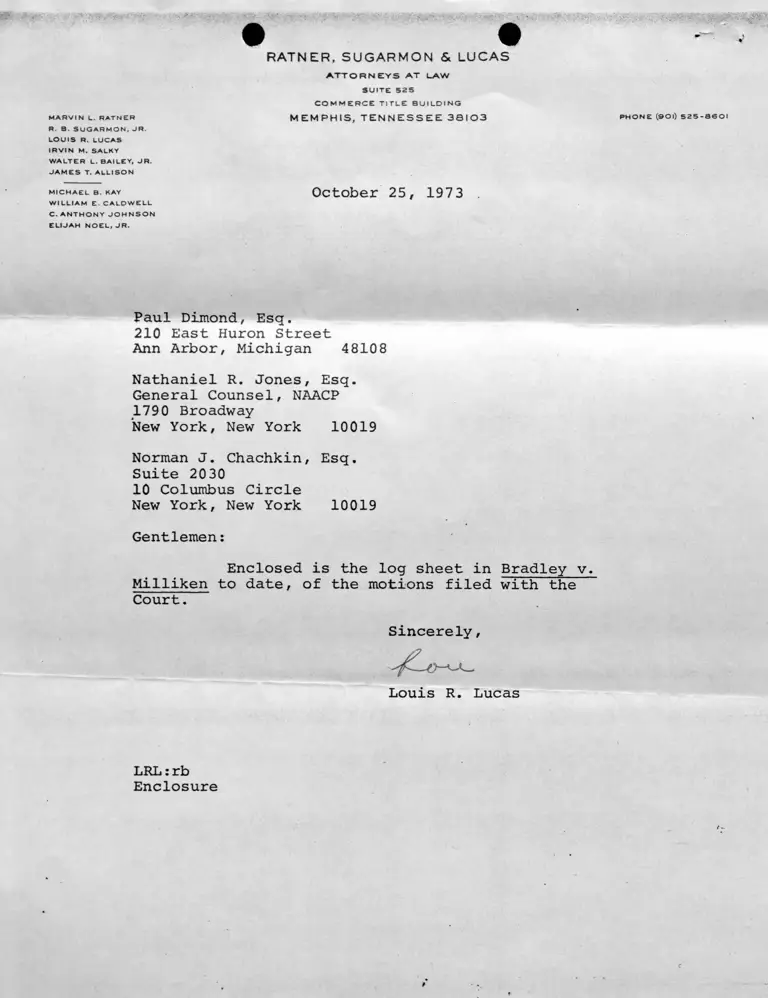 RATNER, SUGARMON & LUCAS
ATTORNEYS AT LAW
SUITE 525
COMMERCE TITLE BUILDING
MEMPHIS, TENNESSEE 38103
PHONE (901) 525-8601
MARVIN L. RATNER
R. B. SUGARMON, JR.
LOUIS R. LUCAS
IRVIN M. SALKY
WALTER L. BAILEY, JR.
JAMES T. ALLISON
MICHAEL B. KAY
WILLIAM E. CALDWELL
C. ANTHONY JOHNSON
ELIJAH NOEL, JR.
October 25, 1973
Paul Dimond, Esq.
210 East Huron Street
Ann Arbor, Michigan 48108
Nathaniel R. Jones, Esq.
General Counsel, NAACP
1790 Broadway
New York, New York 10019
Norman J. Chachkin, Esq.
Suite 2030
10 Columbus Circle
New York, New York 10019
Gentlemen:
Enclosed is the log sheet in Bradley v.
Milliken to date, of the motions filed with the
Court.
Sincerely,
Lou
Louis R. Lucas
LRL:rb
Enclosure